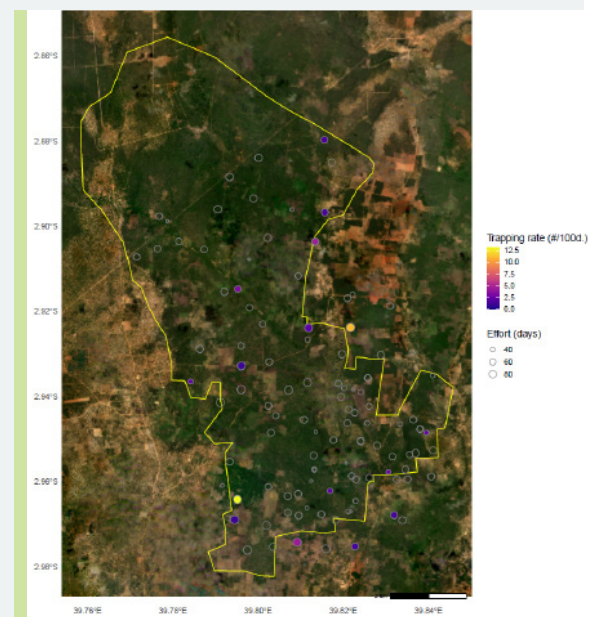 2.86°S
2.88°S
2.90°S
2.92°S
2.94°S
2.96°S
2.98°S
39.76°E
39.78°E
39.80°E
39.82°E
39.84°E
Trapping rate (#/100d.)
12.5
10.0
7.5
5.0
2.5
0.0
Effort (days)
40
60
80